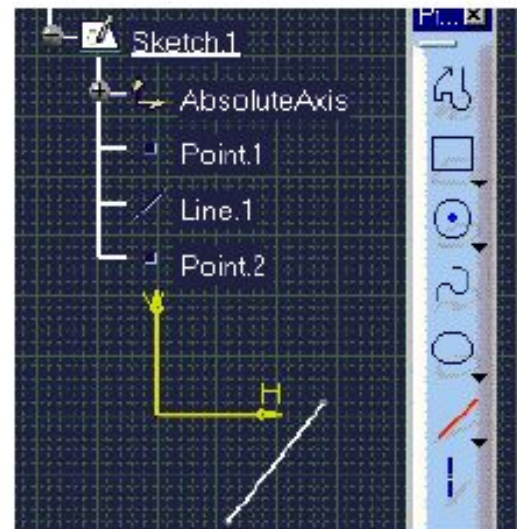 Sketch.1
AbsoluteAxis
Point.1
Line.1
Point.2
V
H